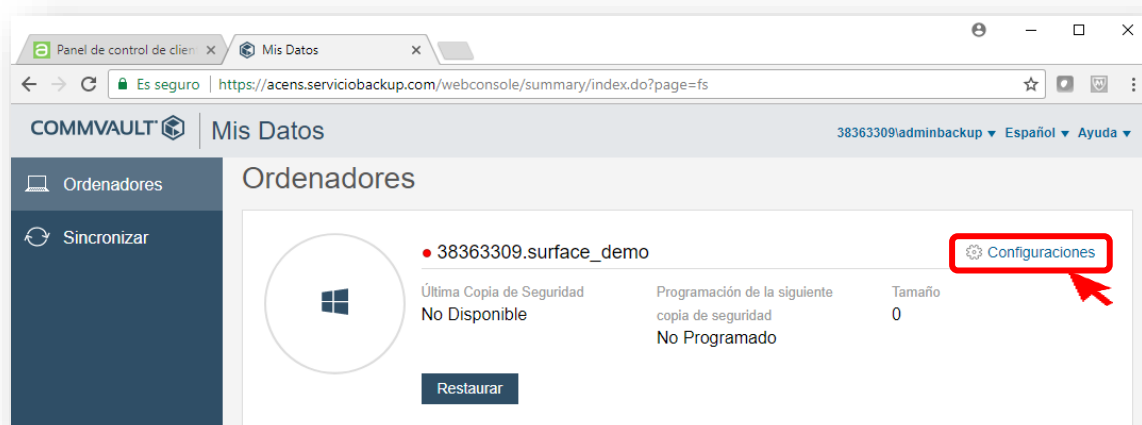 Panel de control de clien
Mis Datos
Es seguro
https://acens.serviciobackup.com/webconsole/summary/index.do?page=fs
COMMVAULT
Mis Datos
38363309\adminbackup
Español
Ayuda
Ordenadores
Sincronizar
Ordenadores
38363309.surface_demo
Configuraciones
Última Copia de Seguridad
No Disponible
Programación de la siguiente
copia de seguridad
No Programado
Tamaño
0
Restaurar